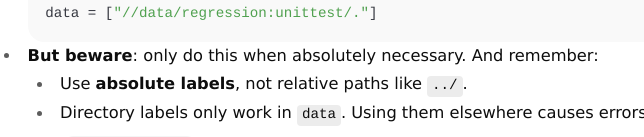 data = ["//data/regression:unittest/."]
But beware: only do this when absolutely necessary. And remember:
Use absolute labels, not relative paths like ../.
Directory labels only work in data. Using them elsewhere causes errors